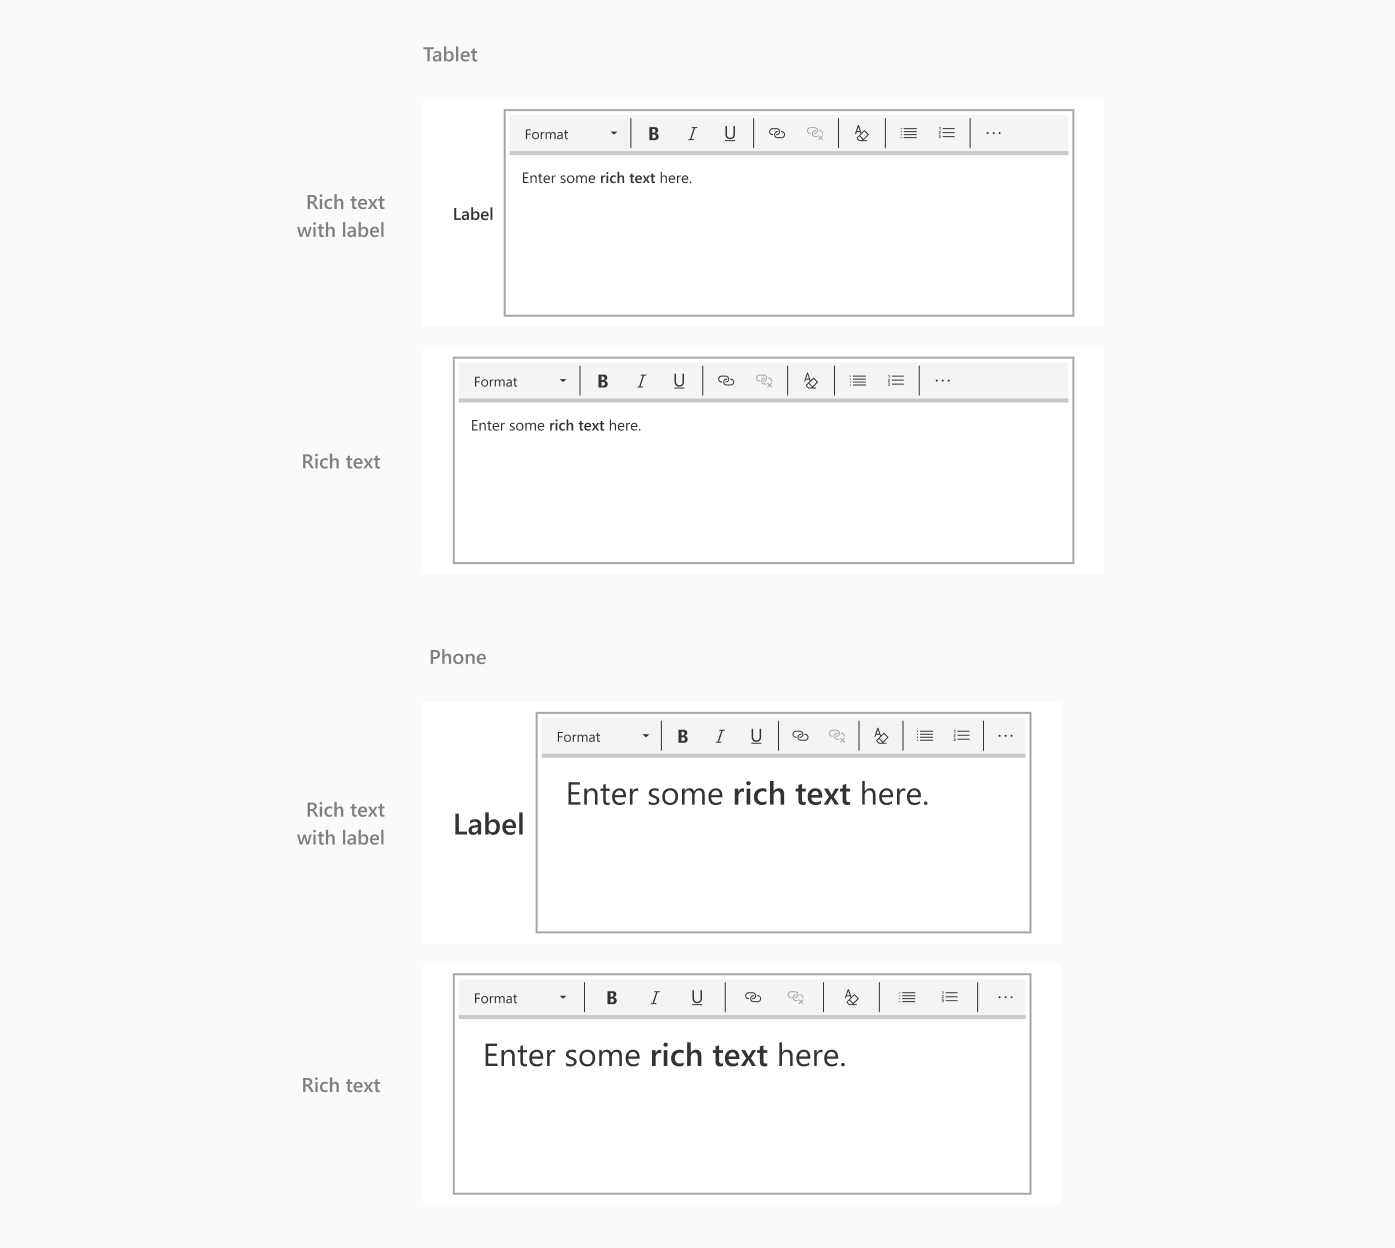 Tablet
Format B I U ...
Enter some rich text here.
Rich text
with label
Label
Format B I U ...
Enter some rich text here.
Rich text
Phone
Format B I U ...
Enter some rich text here.
Rich text
with label
Label
Format B I U ...
Enter some rich text here.
Rich text